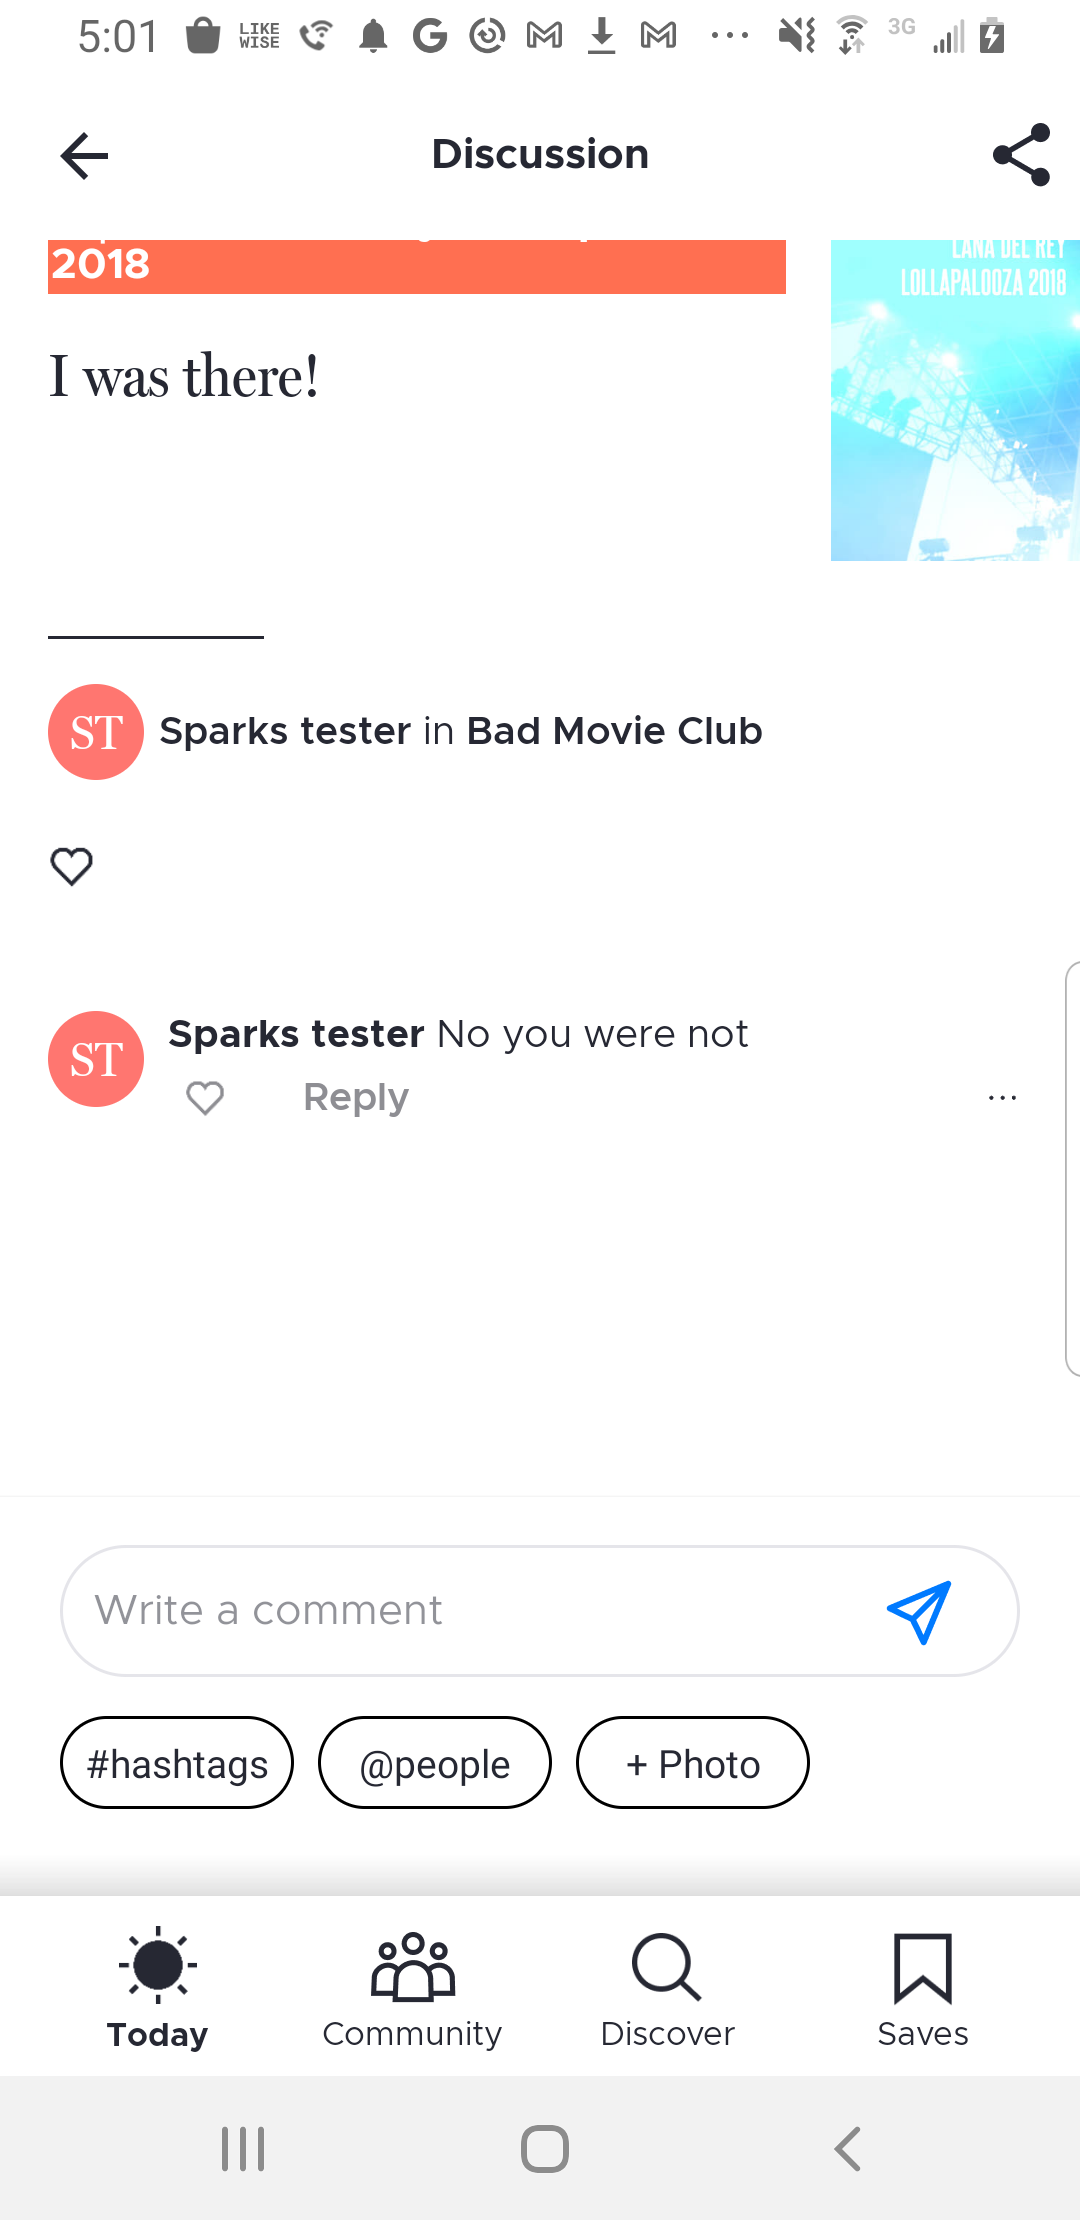 5:01 LIKE WISE 3G
Discussion
2018
LANA DEL REY
LOLLAPALOOZA 2018
I was there!
ST Sparks tester in Bad Movie Club
ST Sparks tester No you were not
Reply ...
Write a comment
#hashtags @people + Photo
Today Community Discover Saves